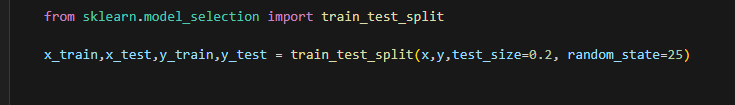 from sklearn.model_selection import train_test_split
x_train,x_test,y_train,y_test = train_test_split(x,y,test_size=0.2, random_state=25)